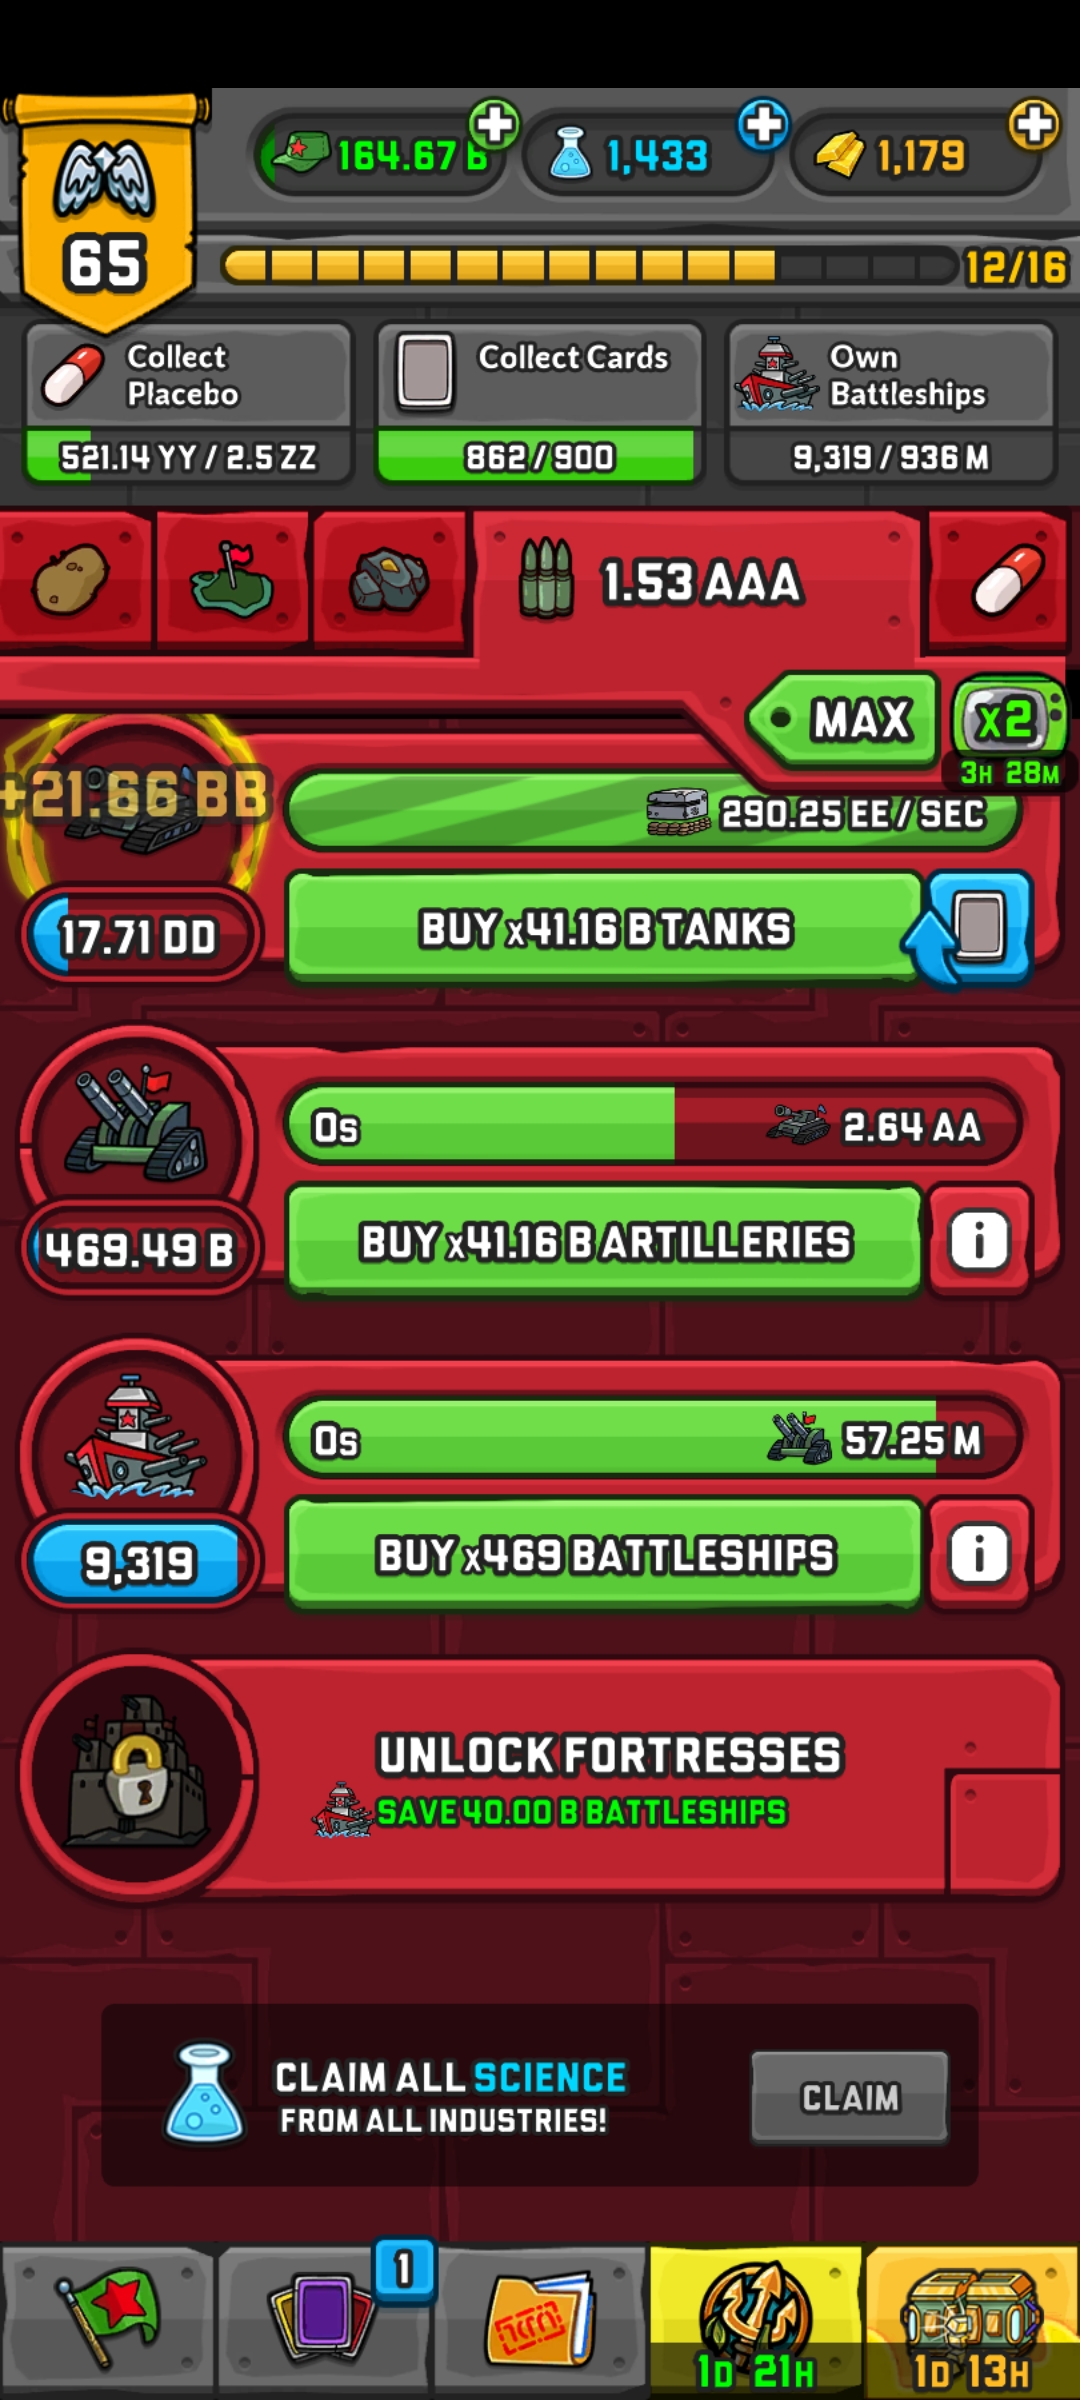 65
164.67 B
1,433
1,179
12/16
Collect
Placebo
521.14 YY / 2.5 ZZ
Collect Cards
862/900
Own
Battleships
9,319 / 936 M
1.53 AAA
MAX
x2
3H 28M
+21.66 BB
290.25 EE / SEC
17.71 DD
BUY x41.16 B TANKS
0s
2.64 AA
469.49 B
BUY x41.16 B ARTILLERIES
i
0s
57.25 M
9,319
BUY x469 BATTLESHIPS
i
UNLOCK FORTRESSES
SAVE 40.00 B BATTLESHIPS
CLAIM ALL SCIENCE
FROM ALL INDUSTRIES!
CLAIM
1
1D 21H
1D 13H